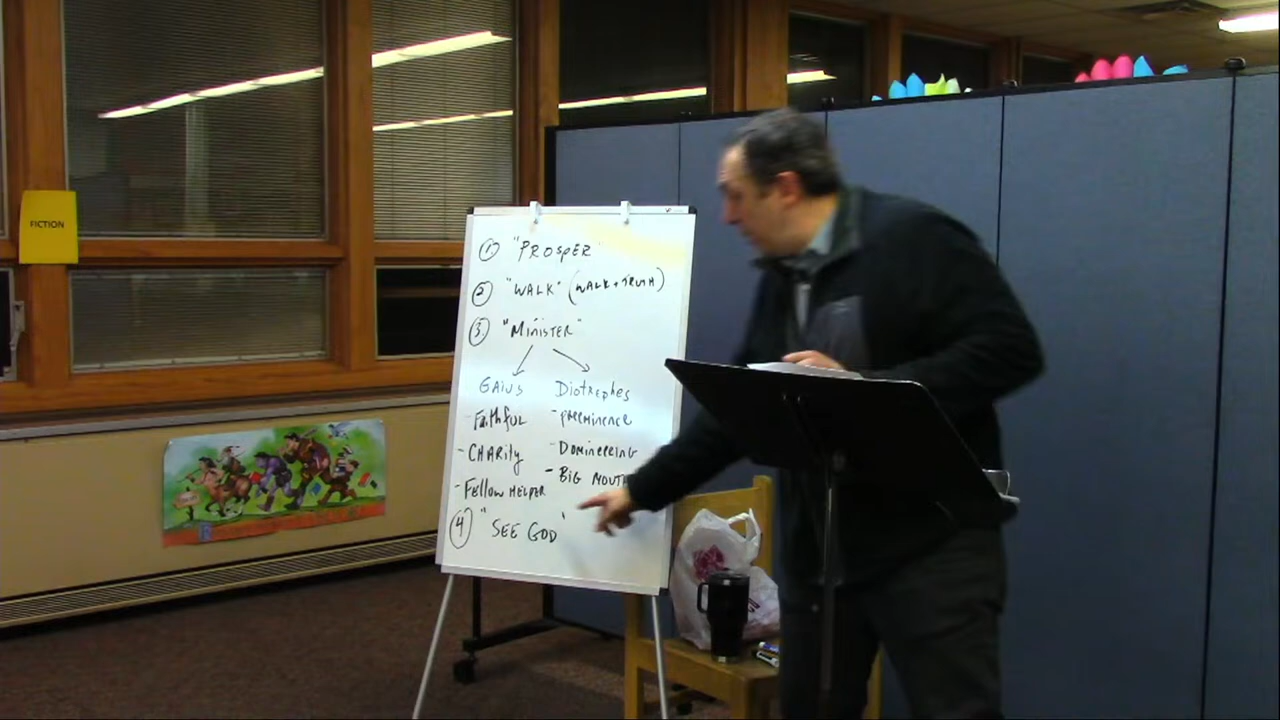 FICTION
1. "PROSPER"
2. "WALK" (WALK + TRUTH)
3. "MINISTER"
GAIUS Diotrephes
- FAithFUL - PREEMINENCE
- CHARITY - DOMINEERING
- FELLOW HELPER - BIG MOUTH
4 "SEE GOD"